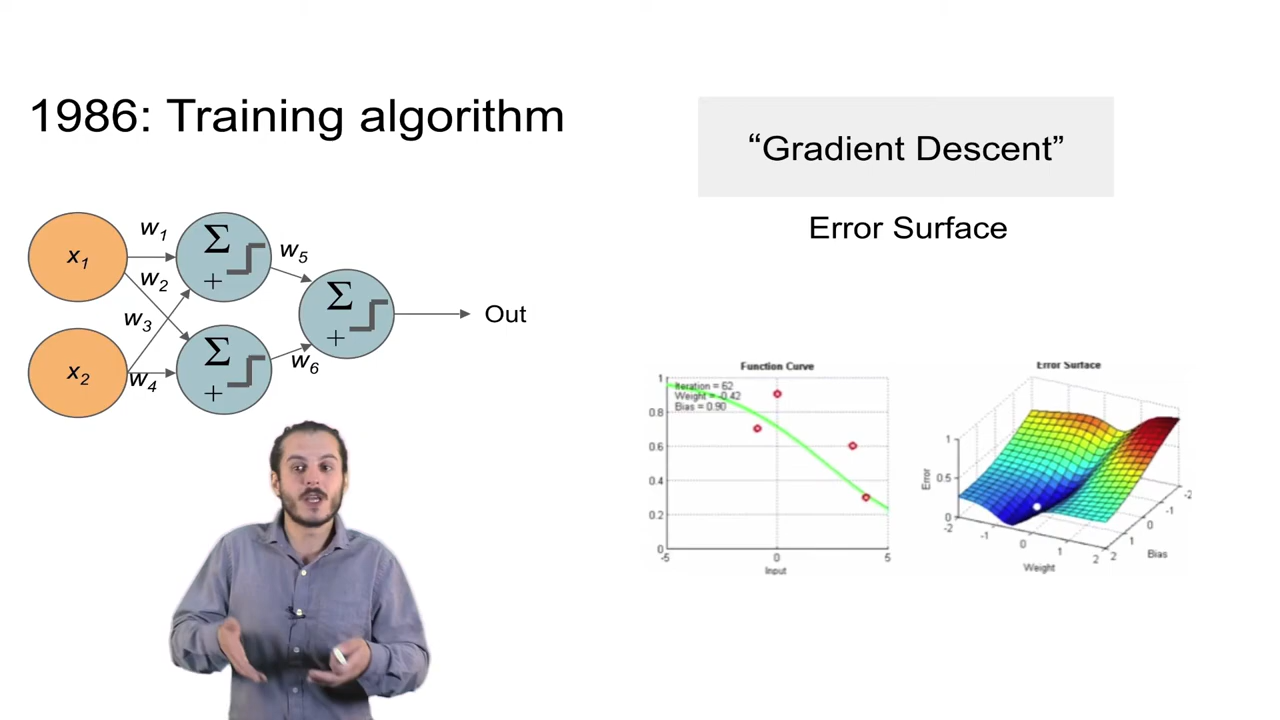 1986: Training algorithm
“Gradient Descent”
Error Surface
x1
x2
w1
w2
w3
w4
w5
w6
Σ
+
Σ
+
Σ
+
Out
Function Curve
Iteration = 62
Weight = -0.42
Bias = 0.90
1
0.8
0.6
0.4
0.2
0
-5
0
5
Input
Error Surface
Error
1
0.5
0
-2
-1
0
1
2
Weight
2
1
0
-1
-2
Bias